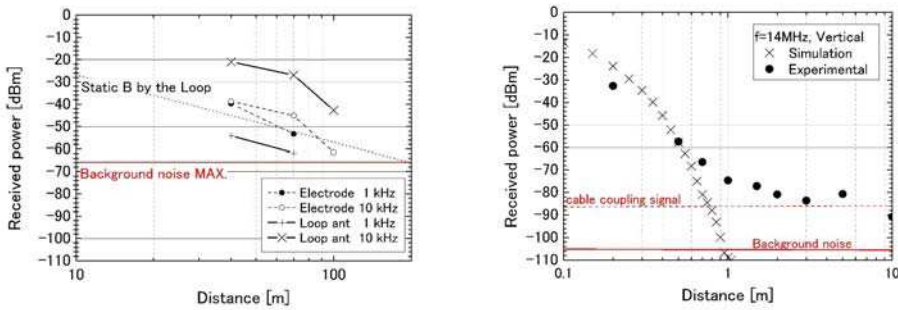 Received power [dBm]
0
-10
-20
-30
-40
-50
-60
-70
-80
-90
-100
-110
Static B by the Loop
Background noise MAX.
Electrode 1 kHz
Electrode 10 kHz
Loop ant 1 kHz
Loop ant 10 kHz
10
100
Distance [m]
Received power [dBm]
0
-10
-20
-30
-40
-50
-60
-70
-80
-90
-100
-110
f=14MHz, Vertical
Simulation
Experimental
cable coupling signal
Background noise
0.1
1
10
Distance [m]